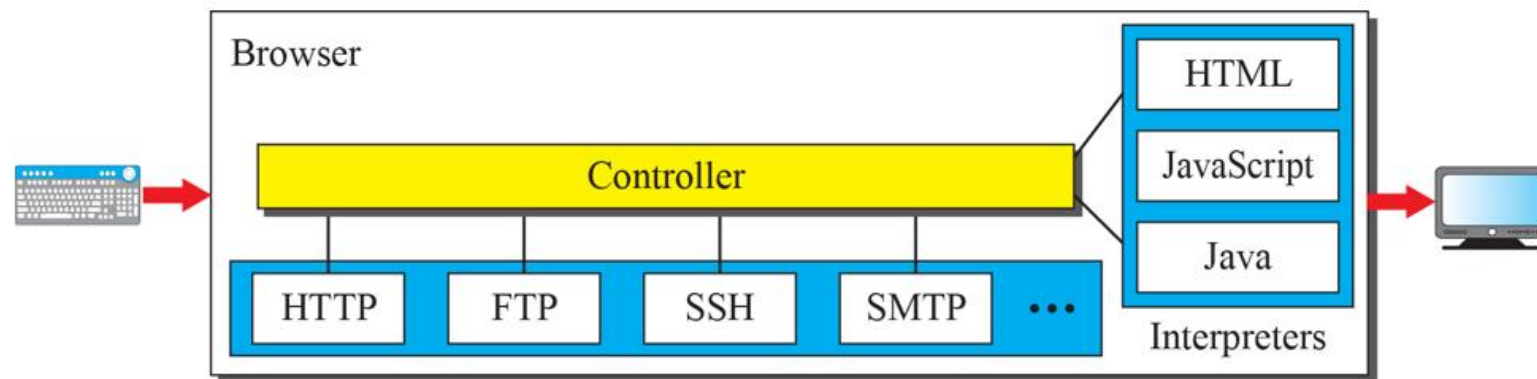 Browser
Controller
HTTP
FTP
SSH
SMTP
...
HTML
JavaScript
Java
Interpreters